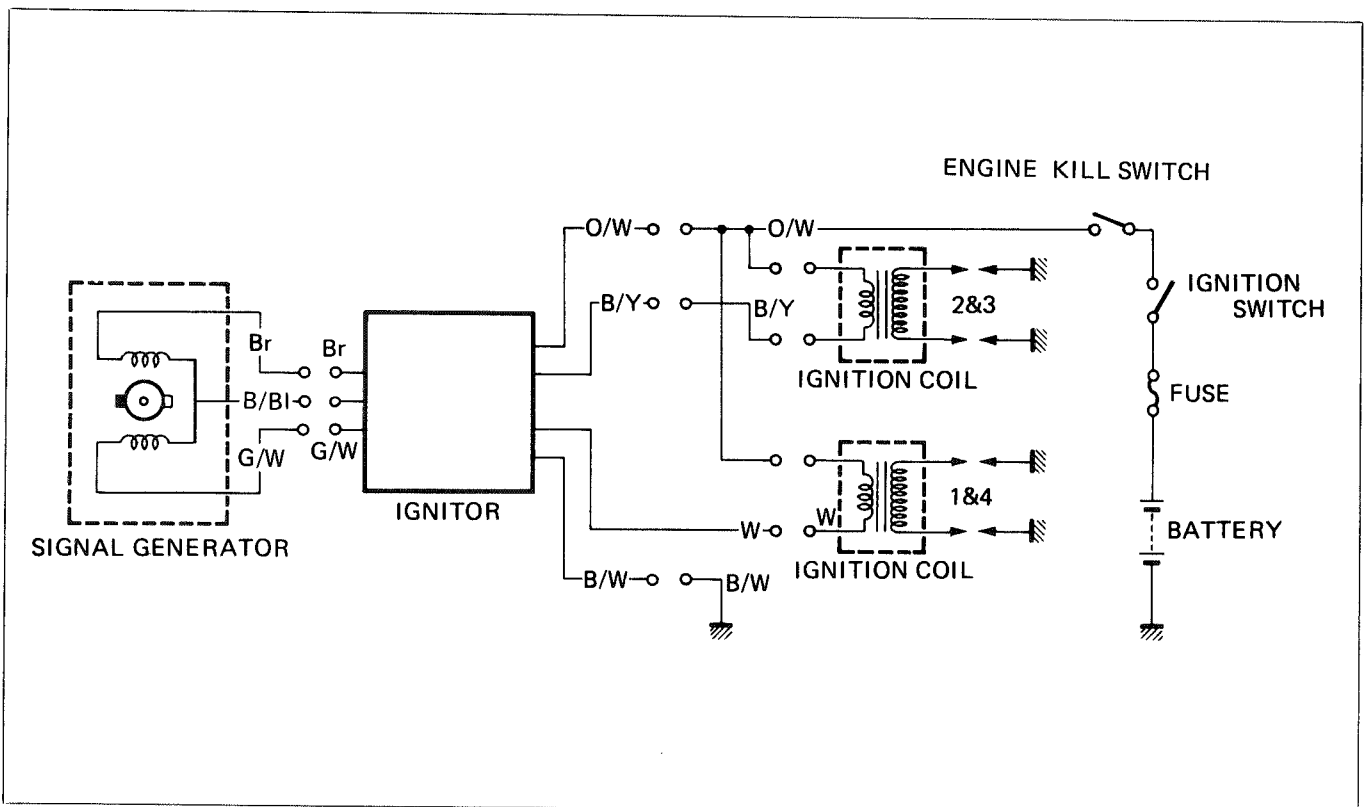 ENGINE KILL SWITCH
O/W
O/W
IGNITION
SWITCH
B/Y
B/Y
2&3
Br
Br
IGNITION COIL
FUSE
B/Bl
G/W
G/W
1&4
IGNITOR
W
W
BATTERY
SIGNAL GENERATOR
IGNITION COIL
B/W
B/W